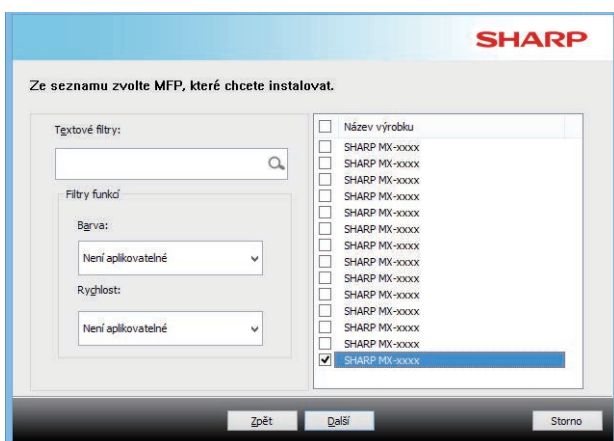 SHARP
Ze seznamu zvolte MFP, které chcete instalovat.
Textové filtry:
Filtry funkcí
Barva:
Není aplikovatelné
Rychlost:
Není aplikovatelné
Název výrobku
SHARP MX-xxxx
SHARP MX-xxxx
SHARP MX-xxxx
SHARP MX-xxxx
SHARP MX-xxxx
SHARP MX-xxxx
SHARP MX-xxxx
SHARP MX-xxxx
SHARP MX-xxxx
SHARP MX-xxxx
SHARP MX-xxxx
SHARP MX-xxxx
SHARP MX-xxxx
SHARP MX-xxxx
Zpět
Další
Storno